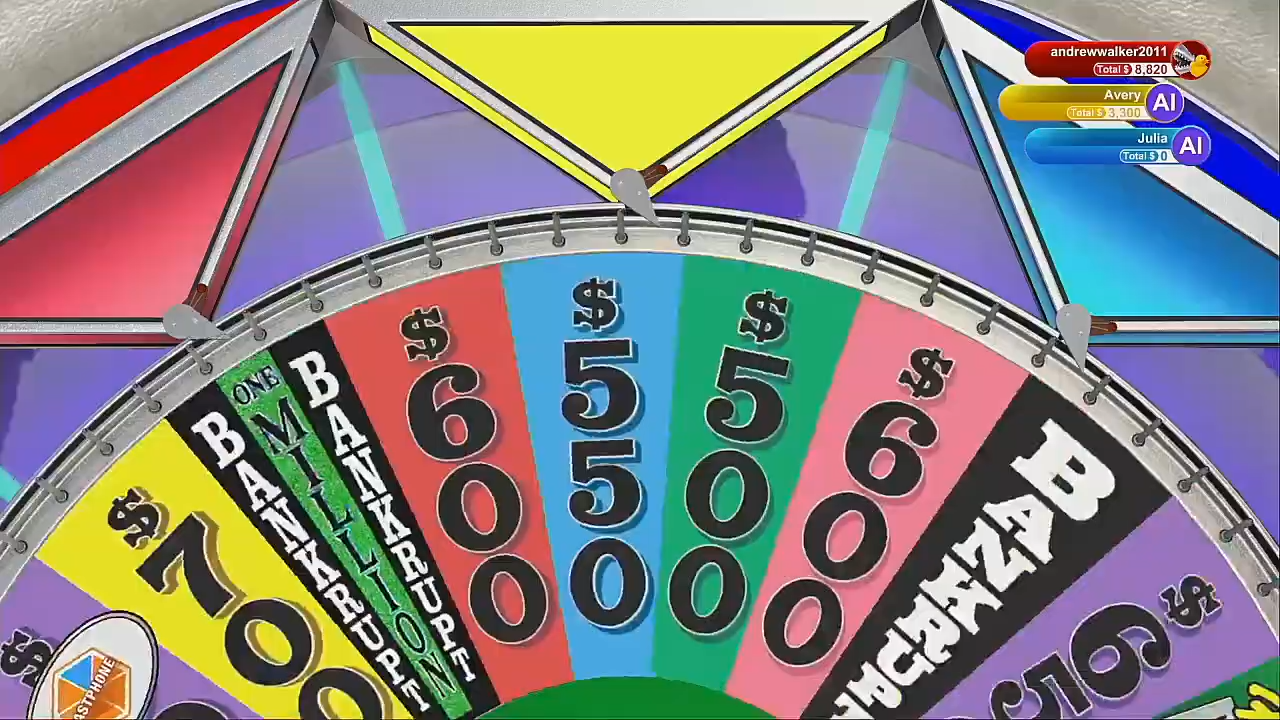 andrewwalker2011
Total $ 8,820
Avery
AI
Total $ 3,300
Julia
AI
Total $ 0
$700
BANKRUPT
ONE MILLION
BANKRUPT
$600
$550
$500
$600
BANKRUPT
$65